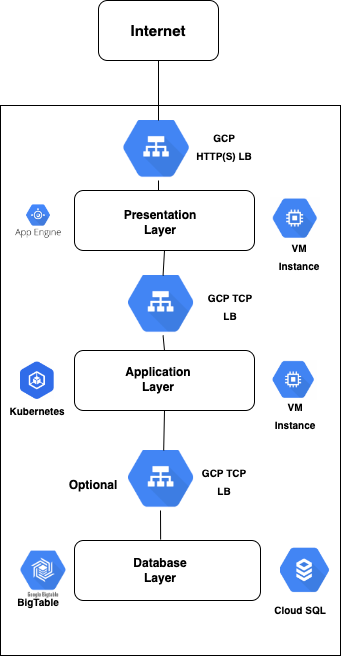 Internet
GCP
HTTP(S) LB
Presentation
Layer
App Engine
VM
Instance
GCP TCP
LB
Application
Layer
Kubernetes
VM
Instance
Optional
GCP TCP
LB
Database
Layer
Google Bigtable
BigTable
Cloud SQL